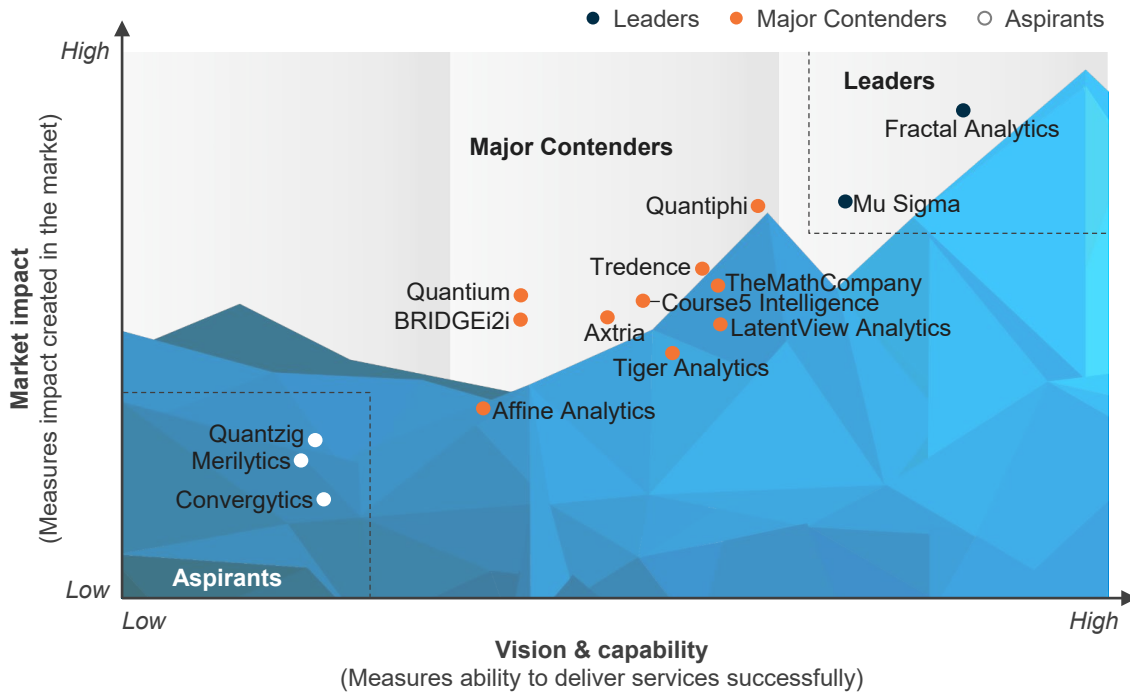 Leaders
Major Contenders
Aspirants
High
Leaders
Fractal Analytics
Major Contenders
Quantiphi
Mu Sigma
Tredence
TheMathCompany
Quantium
Course5 Intelligence
BRIDGEi2i
Axtria
LatentView Analytics
Tiger Analytics
Affine Analytics
Quantzig
Merilytics
Convergytics
Aspirants
Market impact
(Measures impact created in the market)
Low
Low
High
Vision & capability
(Measures ability to deliver services successfully)